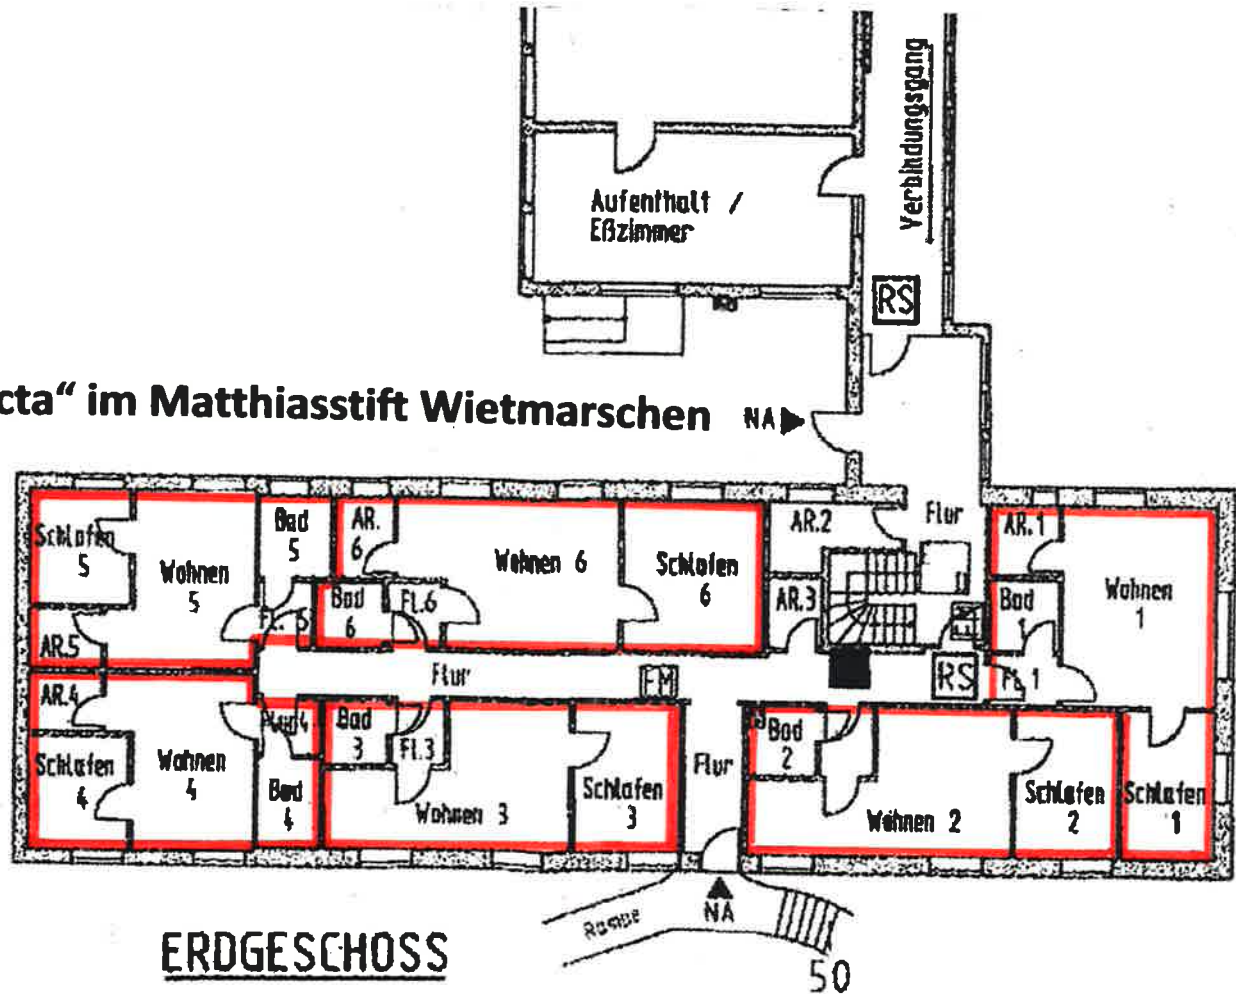 Verbindungsgang
Aufenthalt /
Eßzimmer
RS
cta“ im Matthiasstift Wietmarschen
NA
Schlafen
5
Wohnen
5
Bad
5
AR.
6
Wohnen 6
Schlafen
6
AR.2
Flur
AR.1
Wohnen
1
Bad
6
Fl.6
AR.3
Bad
1
AR.5
Flur
FM
RS
Fl.1
AR.4
Schlafen
4
Wohnen
4
Flur4
Bad
4
Bad
3
Fl.3
Wohnen 3
Schlafen
3
Flur
Bad
2
Wohnen 2
Schlafen
2
Schlafen
1
Rampe
NA
ERDGESCHOSS
50